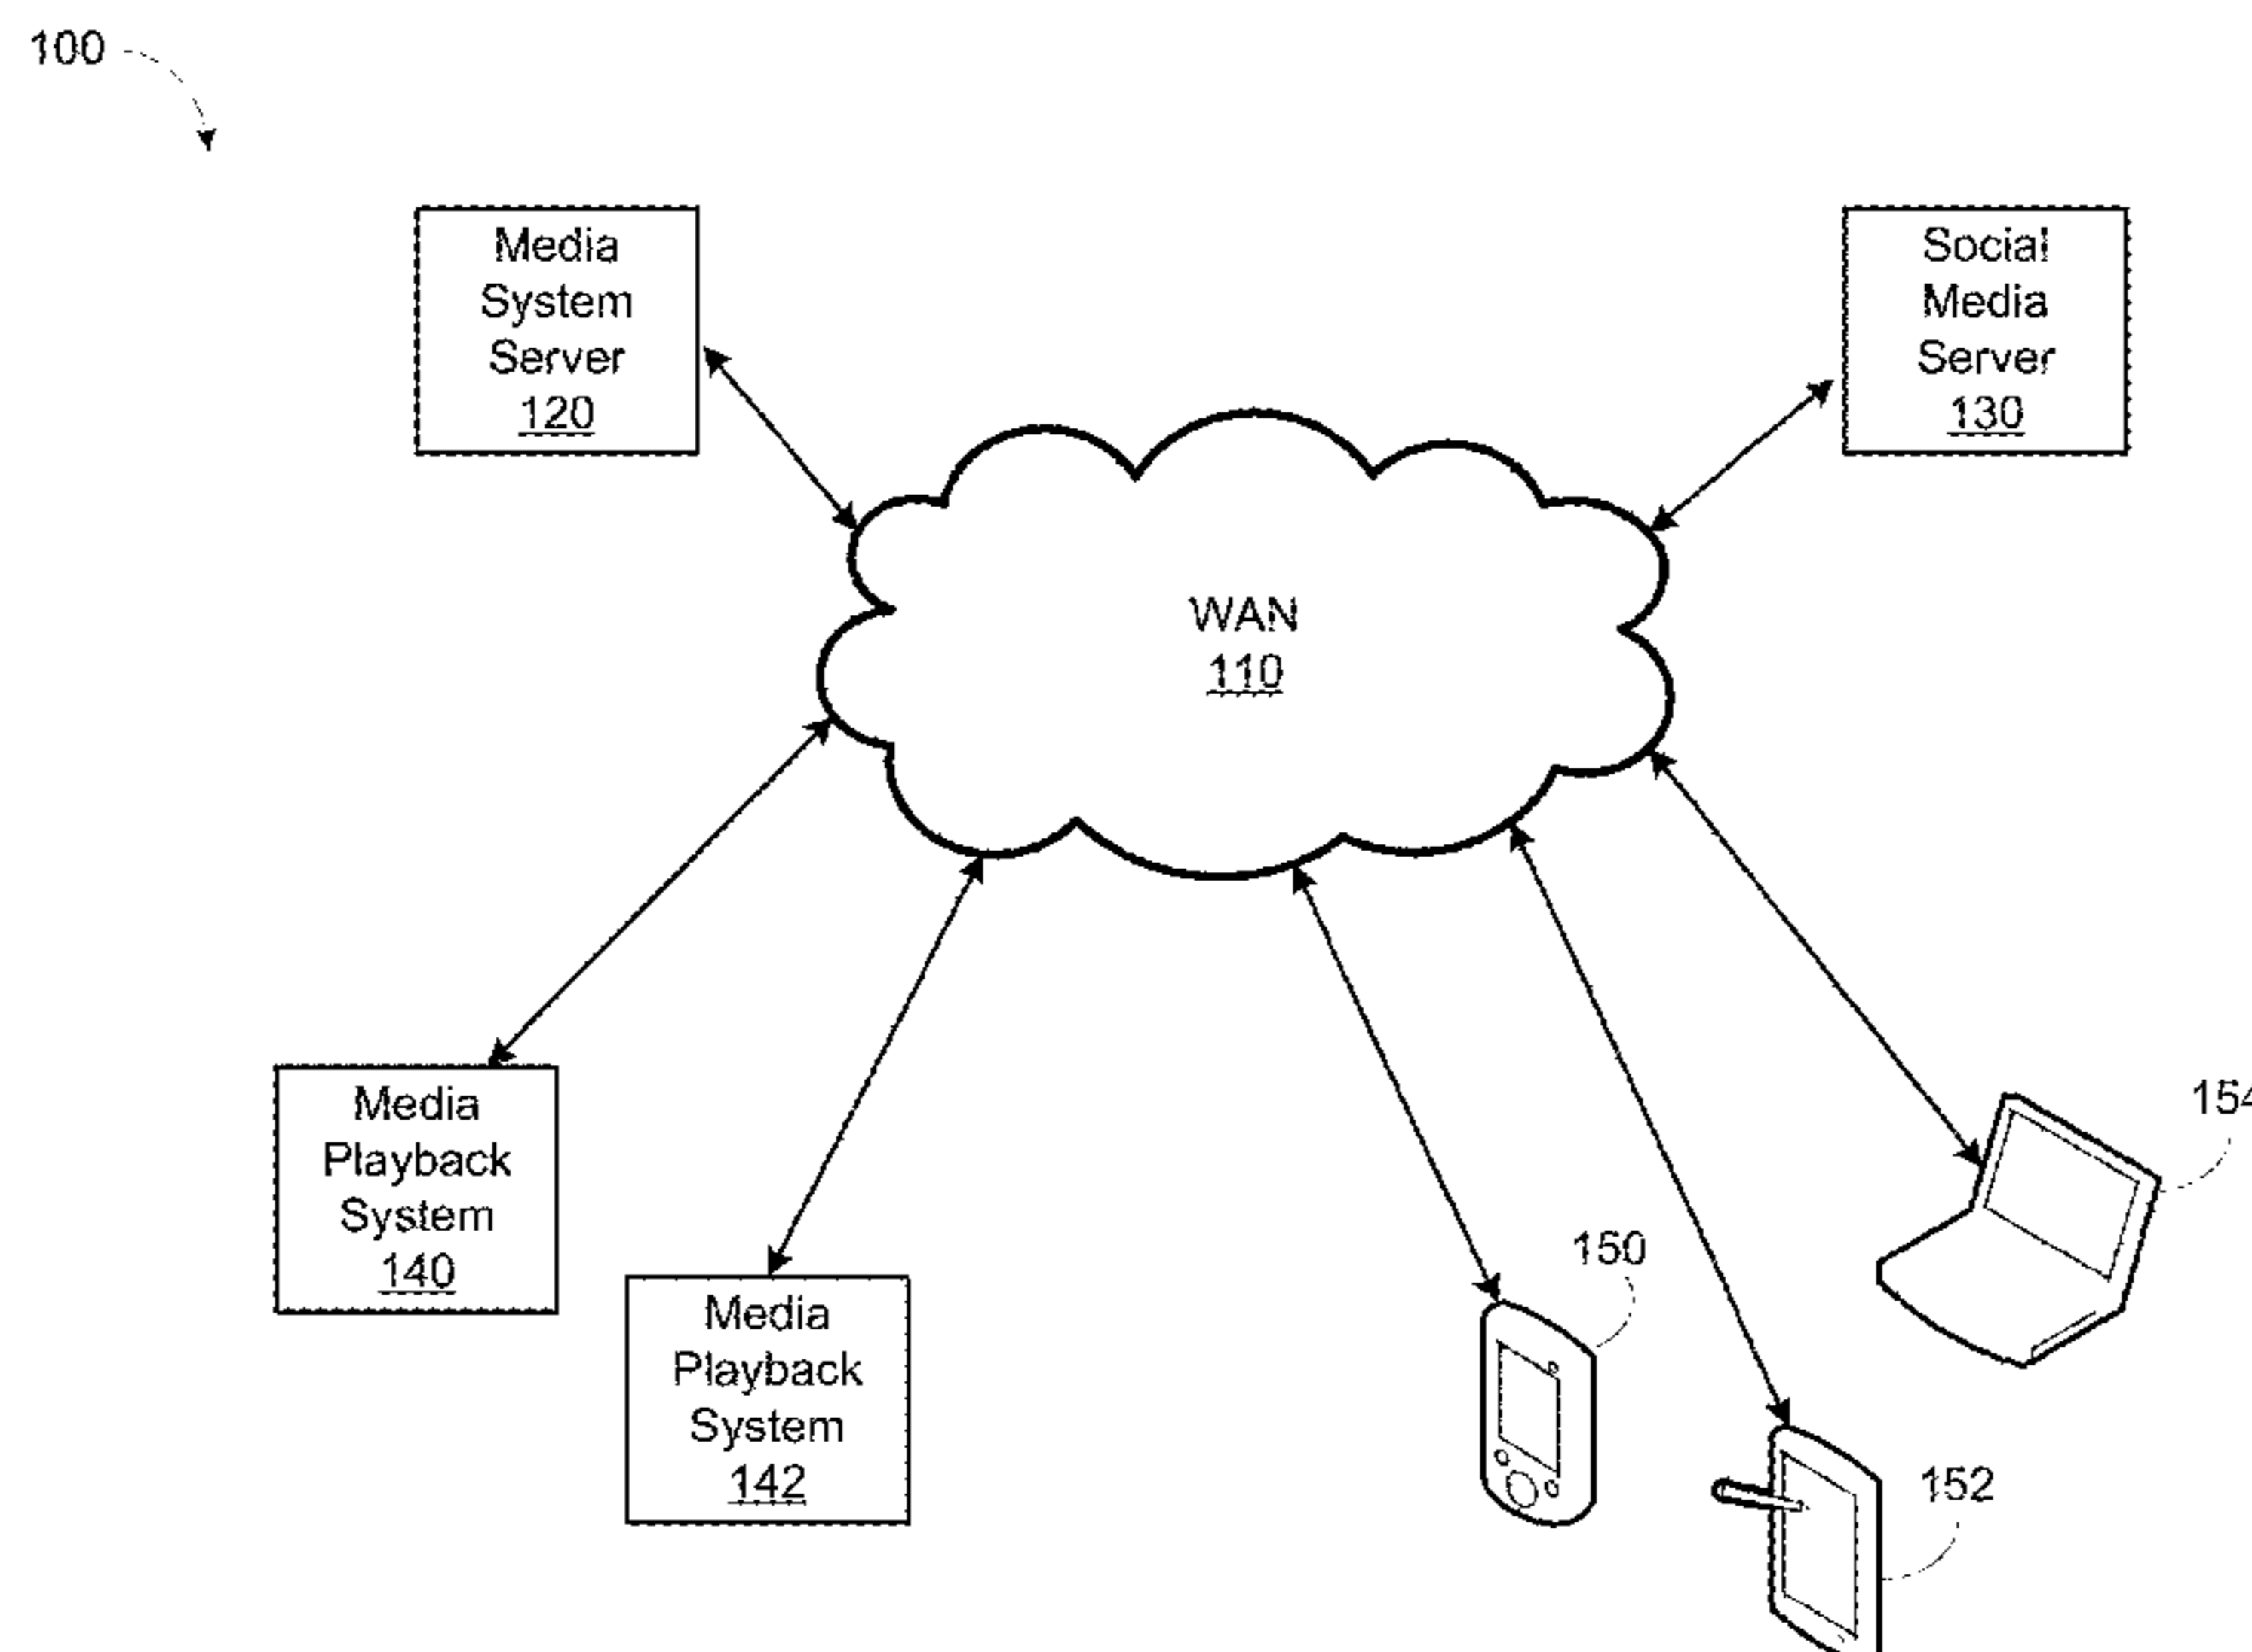 100
Media
System
Server
120
Social
Media
Server
130
WAN
110
Media
Playback
System
140
Media
Playback
System
142
150
152
154